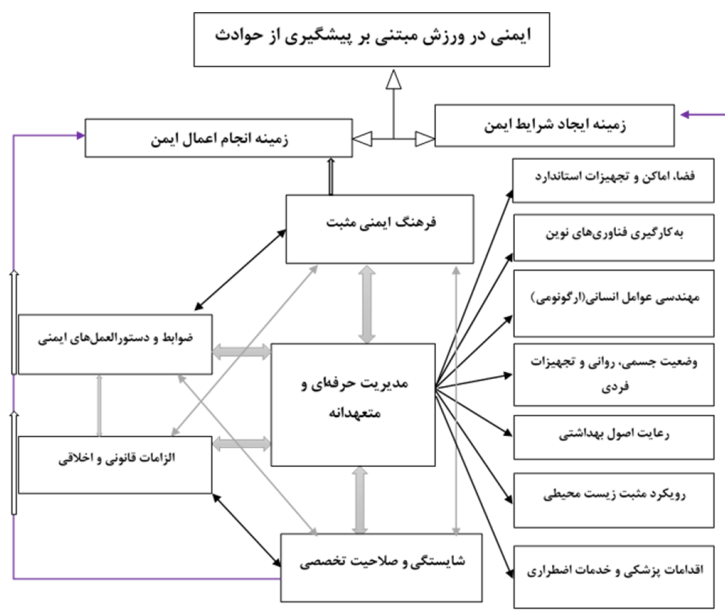 ایمنی در ورزش مبتنی بر پیشگیری از حوادث
زمینه ایجاد شرایط ایمن
زمینه انجام اعمال ایمن
فضا، اماکن و تجهیزات استاندارد
فرهنگ ایمنی مثبت
به‌کارگیری فناوری‌های نوین
مهندسی عوامل انسانی(ارگونومی)
ضوابط و دستورالعمل‌های ایمنی
وضعیت جسمی، روانی و تجهیزات
فردی
مدیریت حرفه‌ای و
متعهدانه
رعایت اصول بهداشتی
الزامات قانونی و اخلاقی
رویکرد مثبت زیست محیطی
شایستگی و صلاحیت تخصصی
اقدامات پزشکی و خدمات اضطراری